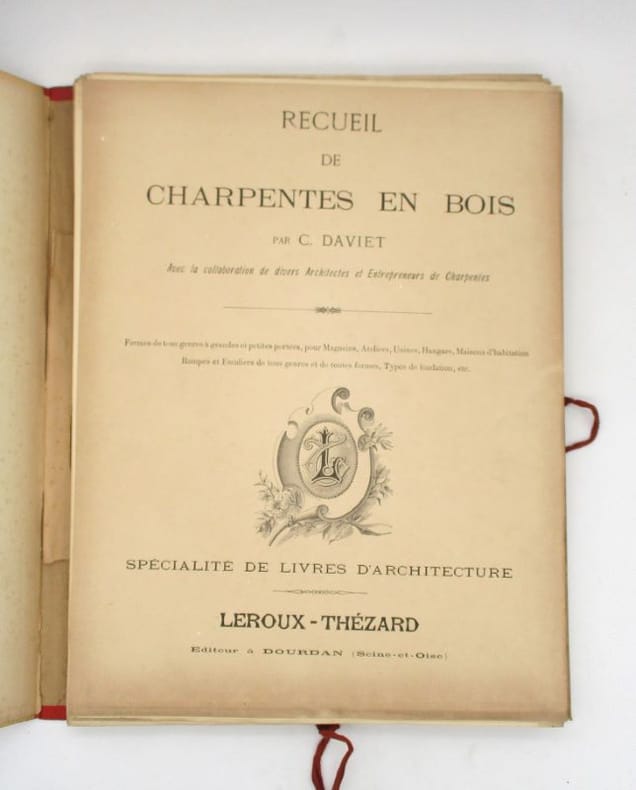 RECUEIL
DE
CHARPENTES EN BOIS
PAR C. DAVIET
Avec la collaboration de divers Architectes et Entrepreneurs de Charpentes
Fermes de tous genres à grandes et petites portées, pour Magasins, Ateliers, Usines, Hangars, Maisons d'habitation
Rampes et Escaliers de tous genres et de toutes formes, Types de fondation, etc.
SPÉCIALITÉ DE LIVRES D'ARCHITECTURE
LEROUX-THÉZARD
Editeur à DOURDAN (Seine-et-Oise)